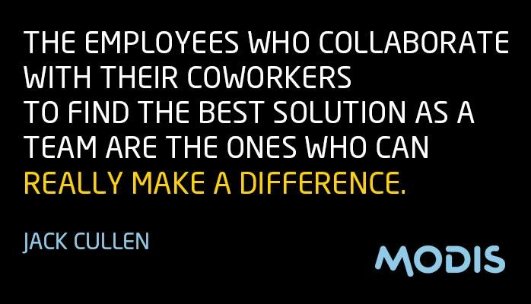 THE EMPLOYEES WHO COLLABORATE
WITH THEIR COWORKERS
TO FIND THE BEST SOLUTION AS A
TEAM ARE THE ONES WHO CAN
REALLY MAKE A DIFFERENCE.
JACK CULLEN
MODIS